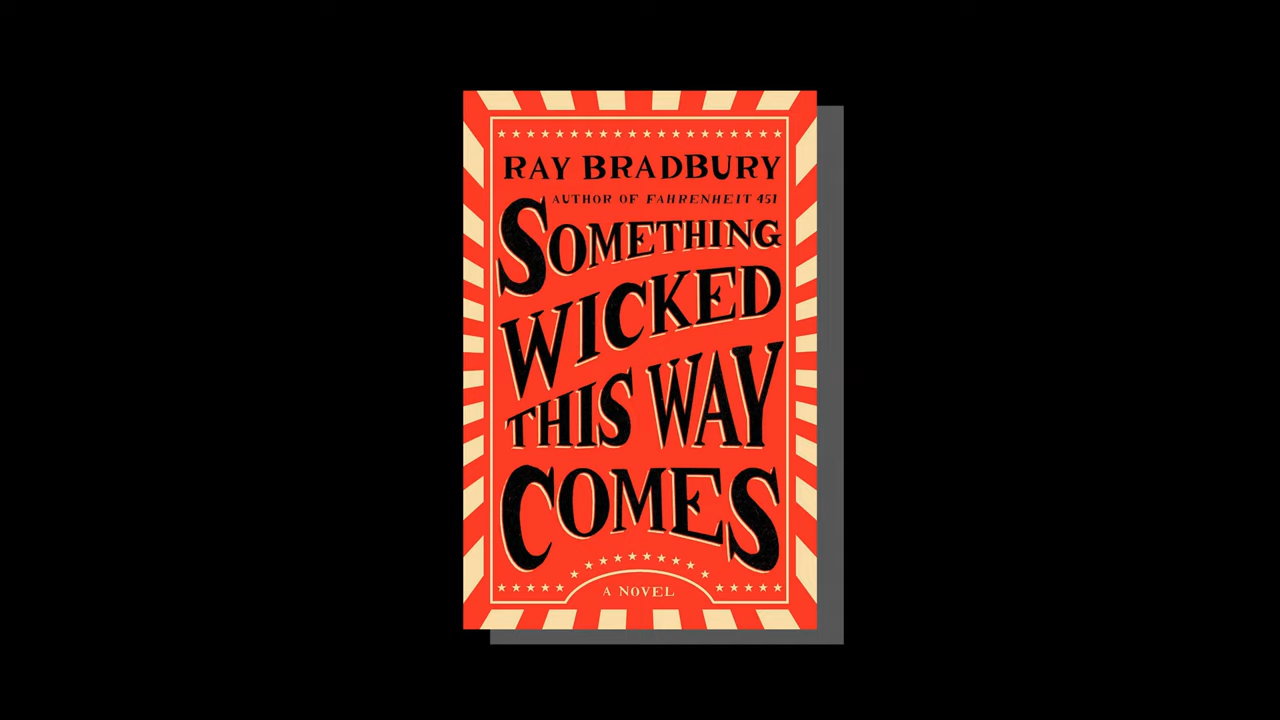 RAY BRADBURY
AUTHOR OF FAHRENHEIT 451
SOMETHING
WICKED
THIS WAY
COMES
A NOVEL